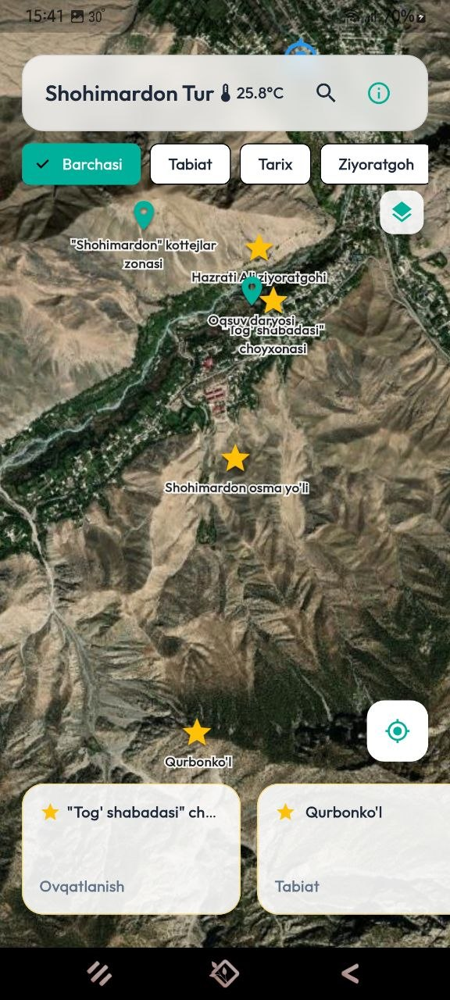 15:41 30°
70%
Shohimardon Tur 25.8°C
Barchasi
Tabiat
Tarix
Ziyoratgoh
"Shohimardon" kottejlar
zonasi
Hazrati Ali ziyoratgohi
Oqsuv daryosi
"Tog' shabadasi"
choyxonasi
Shohimardon osma yo'li
Qurbonko'l
"Tog' shabadasi" ch...
Ovqatlanish
Qurbonko'l
Tabiat